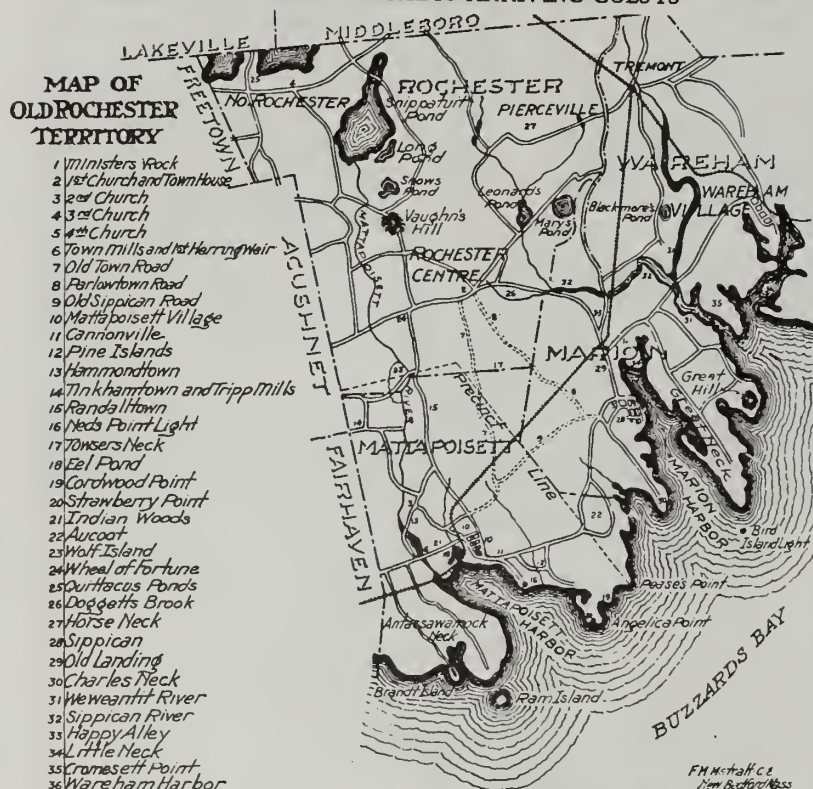 LAKEVILLE
MIDDLEBORO
MAP OF
OLD ROCHESTER
TERRITORY
1 Ministers Rock
2 1st Church and Town House
3 2nd Church
4 3rd Church
5 4th Church
6 Town Mills and 1st Herring Weir
7 Old Town Road
8 Parlowtown Road
9 Old Sippican Road
10 Mattapoisett Village
11 Cannonville
12 Pine Islands
13 Hammondtown
14 Tinkhamtown and Tripp Mills
15 Randalltown
16 Neds Point Light
17 Towsers Neck
18 Eel Pond
19 Cordwood Point
20 Strawberry Point
21 Indian Woods
22 Aucoot
23 Wolf Island
24 Wheel of Fortune
25 Quittacus Ponds
26 Doggetts Brook
27 Horse Neck
28 Sippican
29 Old Landing
30 Charles Neck
31 Weweantit River
32 Sippican River
33 Happy Alley
34 Little Neck
35 Cromesett Point
36 Wareham Harbor
FREETOWN
ACUSHNET
FAIRHAVEN
NO. ROCHESTER
ROCHESTER
Snippatuit
Pond
Long
Pond
Snows
Pond
Vaughn's
Hill
MATTAPOISETT
RIVER
TREMONT
PIERCEVILLE
27
WAREHAM
WAREHAM
VILLAGE
Leonards
Pond
Marys
Pond
Blackmore's
Pond
ROCHESTER
CENTRE
MARION
Great
Hill
Great Neck
MATTAPOISETT
Precinct
Line
MARION
HARBOR
Bird
Island Light
Pease's Point
Angelica Point
MATTAPOISETT
HARBOR
Antassawamock
Neck
Brandt Island
Ram Island
BUZZARDS BAY
New Bedford Mass